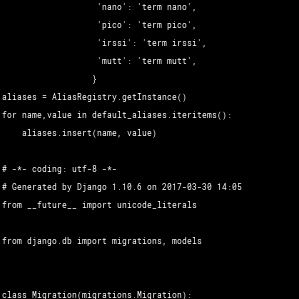 'nano': 'term nano',
'pico': 'term pico',
'irssi': 'term irssi',
'mutt': 'term mutt',
}
aliases = AliasRegistry.getInstance()
for name,value in default_aliases.iteritems():
aliases.insert(name, value)
# -*- coding: utf-8 -*-
# Generated by Django 1.10.6 on 2017-03-30 14:05
from __future__ import unicode_literals
from django.db import migrations, models
class Migration(migrations.Migration):